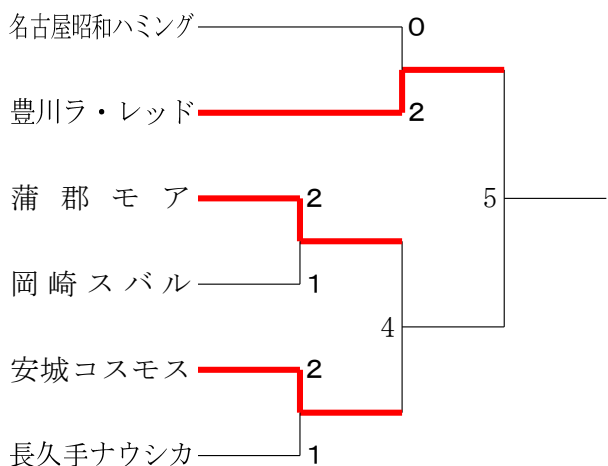 名古屋昭和ハミング
0
豊川ラ・レッド
2
蒲郡モア
2
5
岡崎スバル
1
4
安城コスモス
2
長久手ナウシカ
1